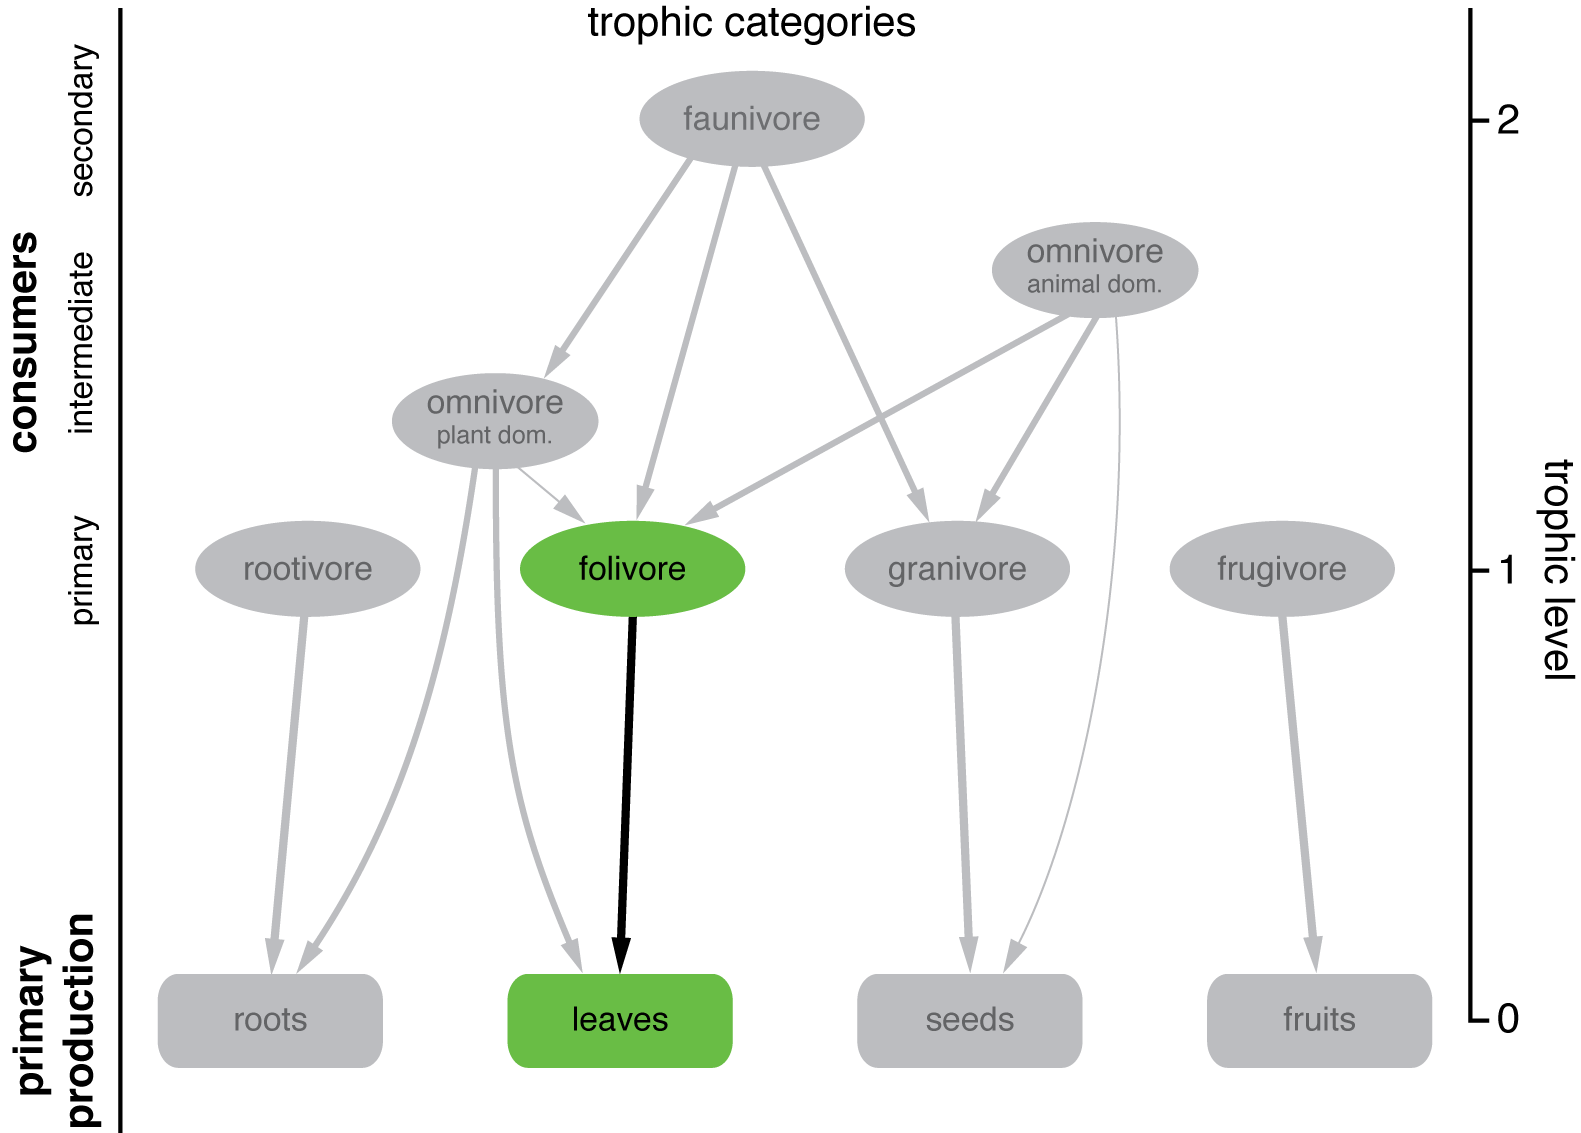 trophic categories
secondary
faunivore
2
omnivore
animal dom.
consumers
intermediate
omnivore
plant dom.
primary
rootivore
folivore
granivore
frugivore
1
trophic level
primary
production
roots
leaves
seeds
fruits
0